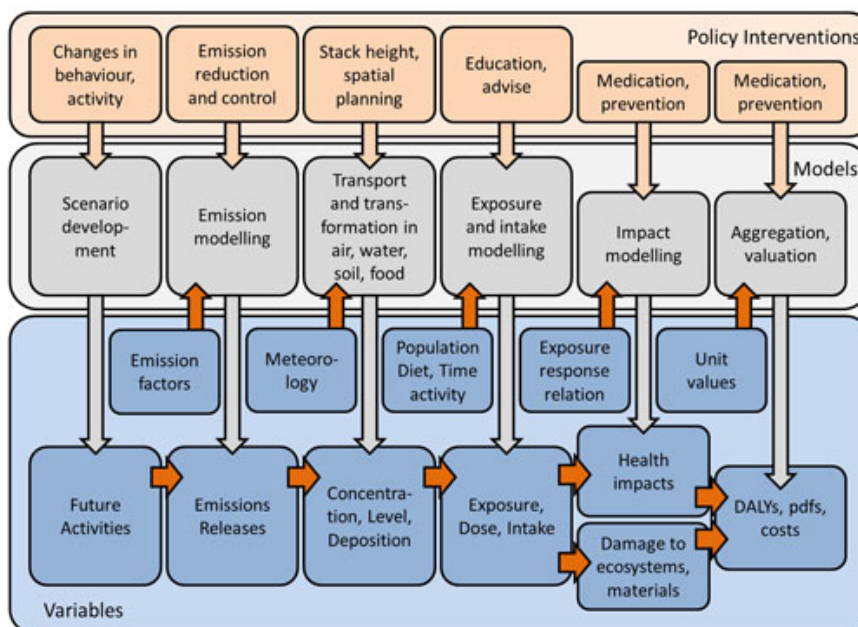 Policy Interventions
Changes in
behaviour,
activity
Emission
reduction
and control
Stack height,
spatial
planning
Education,
advise
Medication,
prevention
Medication,
prevention
Models
Scenario
develop-
ment
Emission
modelling
Transport
and trans-
formation in
air, water,
soil, food
Exposure
and intake
modelling
Impact
modelling
Aggregation,
valuation
Emission
factors
Meteoro-
logy
Population
Diet, Time
activity
Exposure
response
relation
Unit
values
Future
Activities
Emissions
Releases
Concentra-
tion, Level,
Deposition
Exposure,
Dose, Intake
Health
impacts
Damage to
ecosystems,
materials
DALYs, pdfs,
costs
Variables